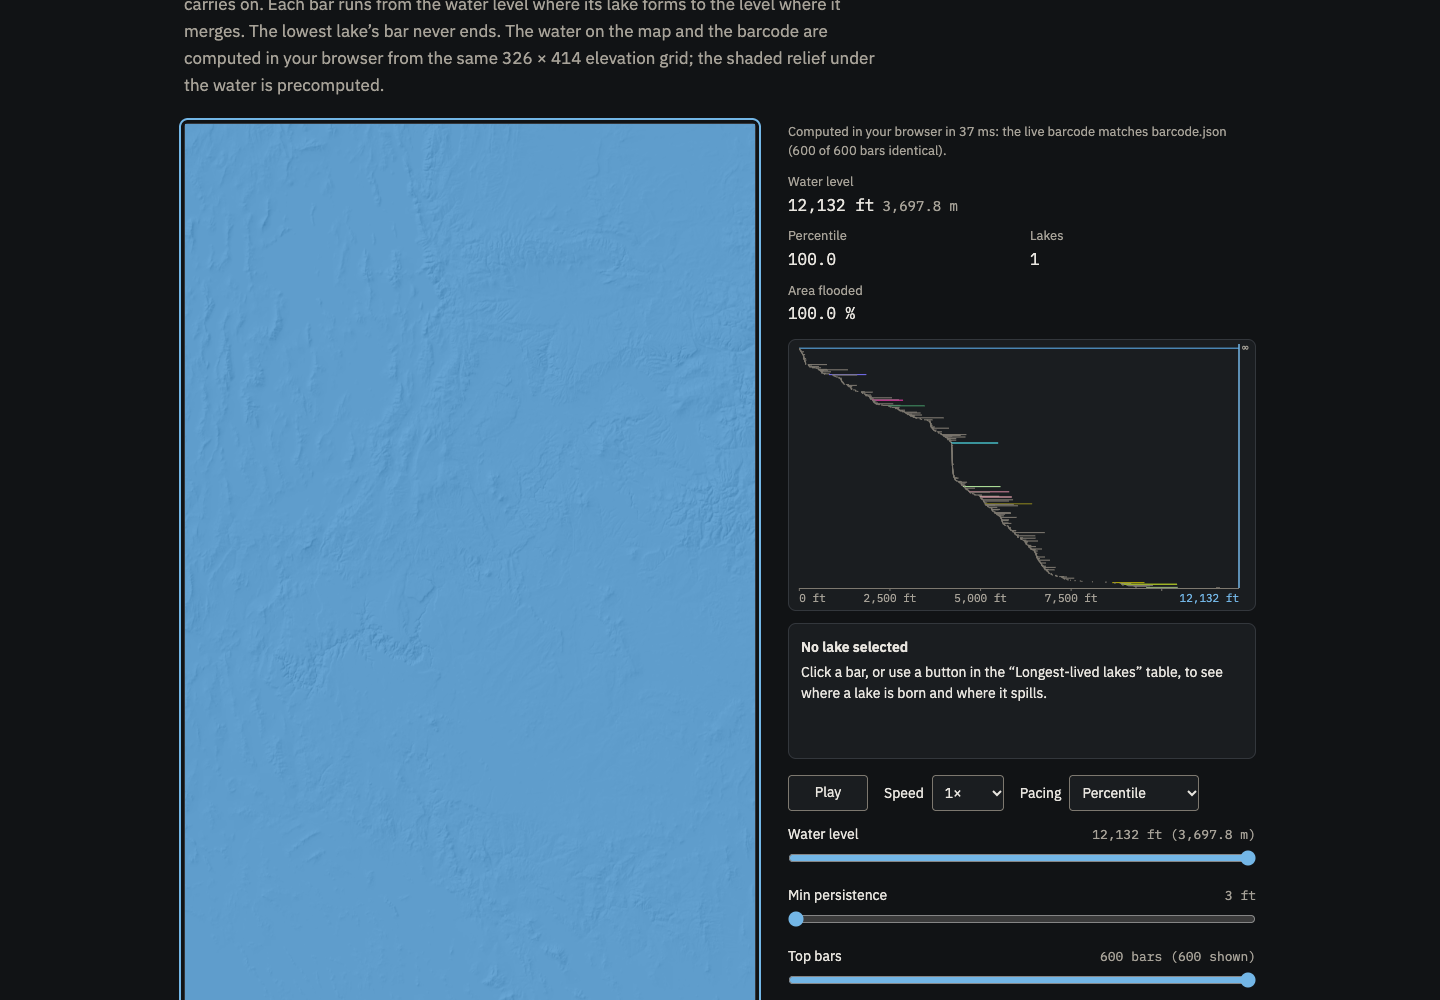 carries on. Each bar runs from the water level where its lake forms to the level where it
merges. The lowest lake’s bar never ends. The water on the map and the barcode are
computed in your browser from the same 326 × 414 elevation grid; the shaded relief under
the water is precomputed.
Computed in your browser in 37 ms: the live barcode matches barcode.json
(600 of 600 bars identical).
Water level
12,132 ft 3,697.8 m
Percentile
100.0
Lakes
1
Area flooded
100.0 %
∞
0 ft 2,500 ft 5,000 ft 7,500 ft 12,132 ft
No lake selected
Click a bar, or use a button in the “Longest-lived lakes” table, to see
where a lake is born and where it spills.
Play Speed 1× Pacing Percentile
Water level 12,132 ft (3,697.8 m)
Min persistence 3 ft
Top bars 600 bars (600 shown)